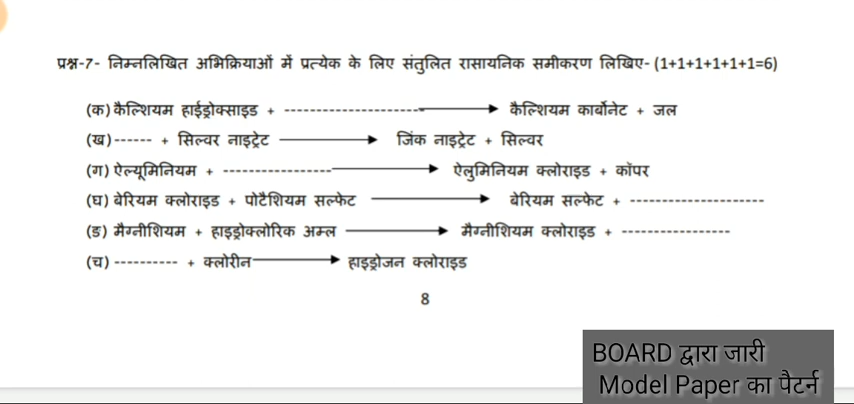 प्रश्न-7- निम्नलिखित अभिक्रियाओं में प्रत्येक के लिए संतुलित रासायनिक समीकरण लिखिए- (1+1+1+1+1+1=6)
(क) कैल्शियम हाईड्रोक्साइड + ---------------------- कैल्शियम कार्बोनेट + जल
(ख) ------ + सिल्वर नाइट्रेट जिंक नाइट्रेट + सिल्वर
(ग) ऐल्यूमिनियम + ----------------- ऐलुमिनियम क्लोराइड + कॉपर
(घ) बेरियम क्लोराइड + पोटैशियम सल्फेट बेरियम सल्फेट + ---------------------
(ङ) मैग्नीशियम + हाइड्रोक्लोरिक अम्ल मैग्नीशियम क्लोराइड + -----------------
(च) ---------- + क्लोरीन हाइड्रोजन क्लोराइड
8
BOARD द्वारा जारी
Model Paper का पैटर्न